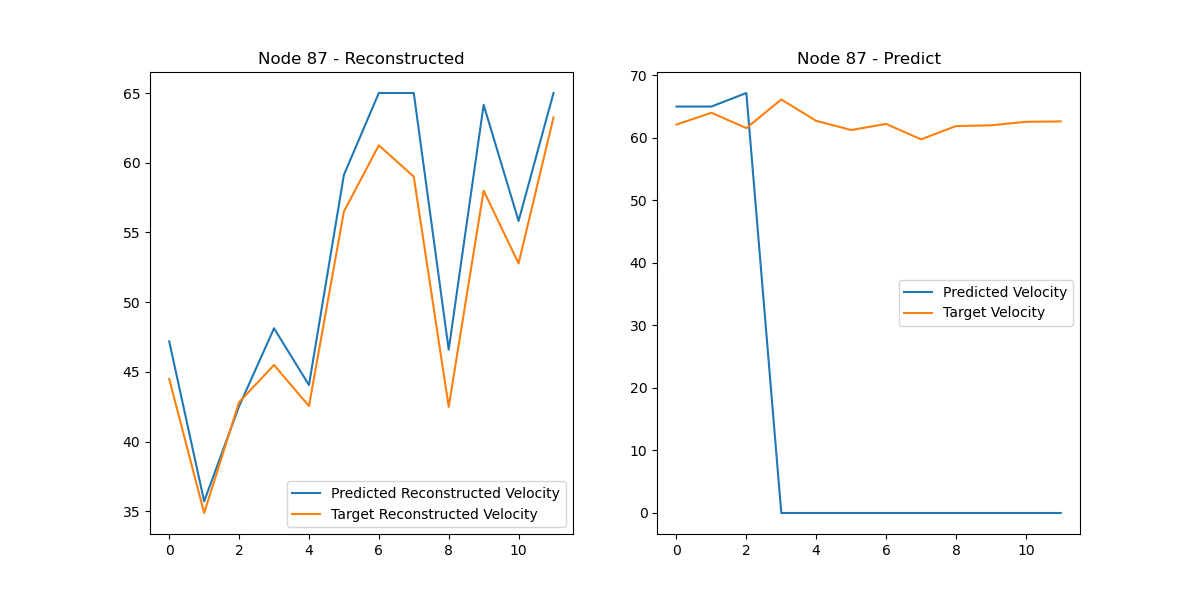 Node 87 - Reconstructed
65
60
55
50
45
40
35
0 2 4 6 8 10
Predicted Reconstructed Velocity
Target Reconstructed Velocity
Node 87 - Predict
70
60
50
40
30
20
10
0
0 2 4 6 8 10
Predicted Velocity
Target Velocity